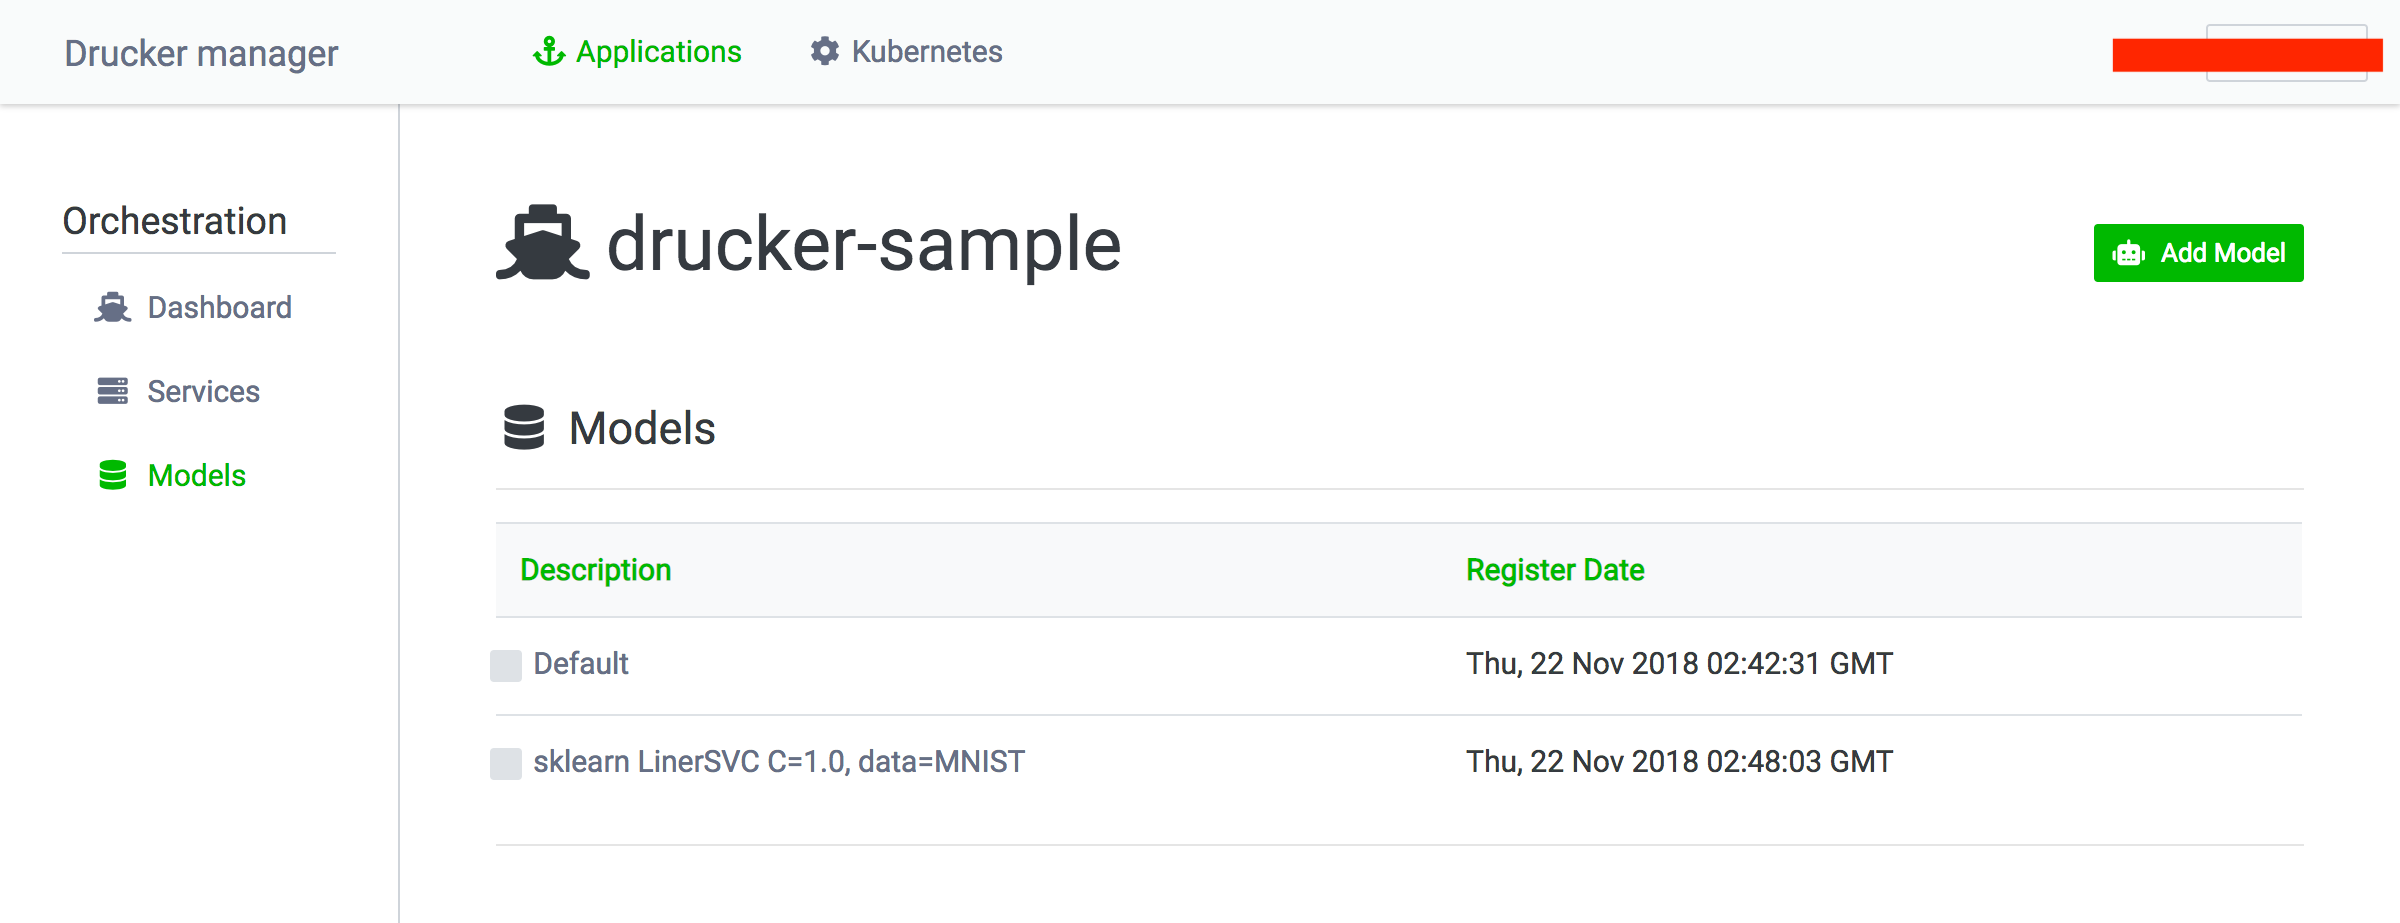 Drucker manager
Applications
Kubernetes
Orchestration
Dashboard
Services
Models
drucker-sample
Add Model
Models
Description Register Date
Default Thu, 22 Nov 2018 02:42:31 GMT
sklearn LinerSVC C=1.0, data=MNIST Thu, 22 Nov 2018 02:48:03 GMT